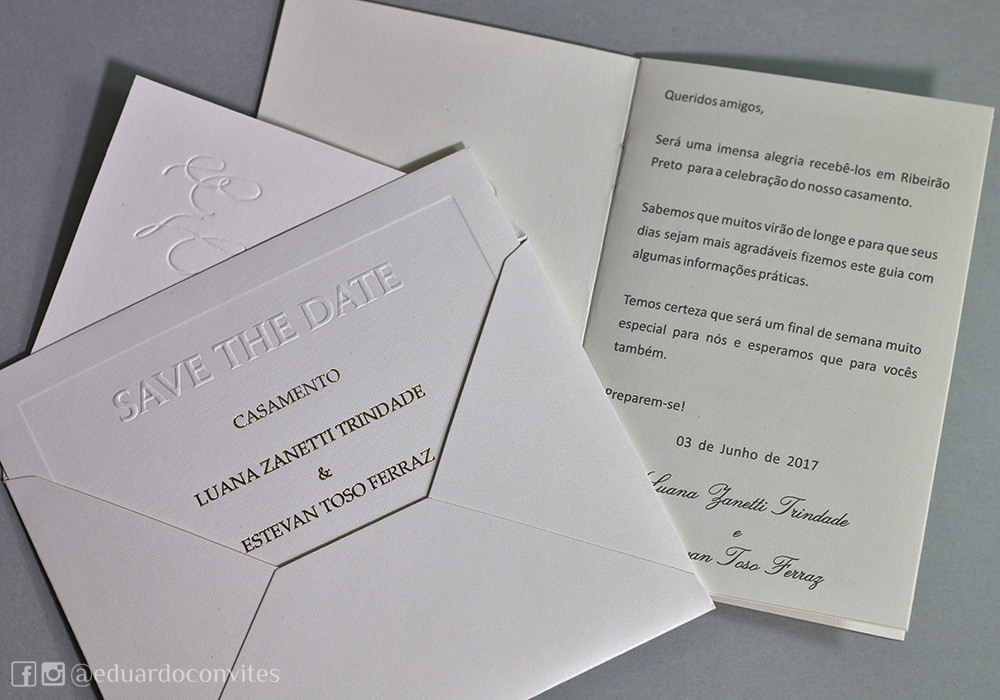 SAVE THE DATE
CASAMENTO
LUANA ZANETTI TRINDADE
&
ESTEVAN TOSO FERRAZ
Queridos amigos,
Será uma imensa alegria recebê-los em Ribeirão
Preto para a celebração do nosso casamento.
Sabemos que muitos virão de longe e para que seus
dias sejam mais agradáveis fizemos este guia com
algumas informações práticas.
Temos certeza que será um final de semana muito
especial para nós e esperamos que para vocês
também.
Preparem-se!
03 de Junho de 2017
Luana Zanetti Trindade
e
Toso Ferraz
@eduardoconvites